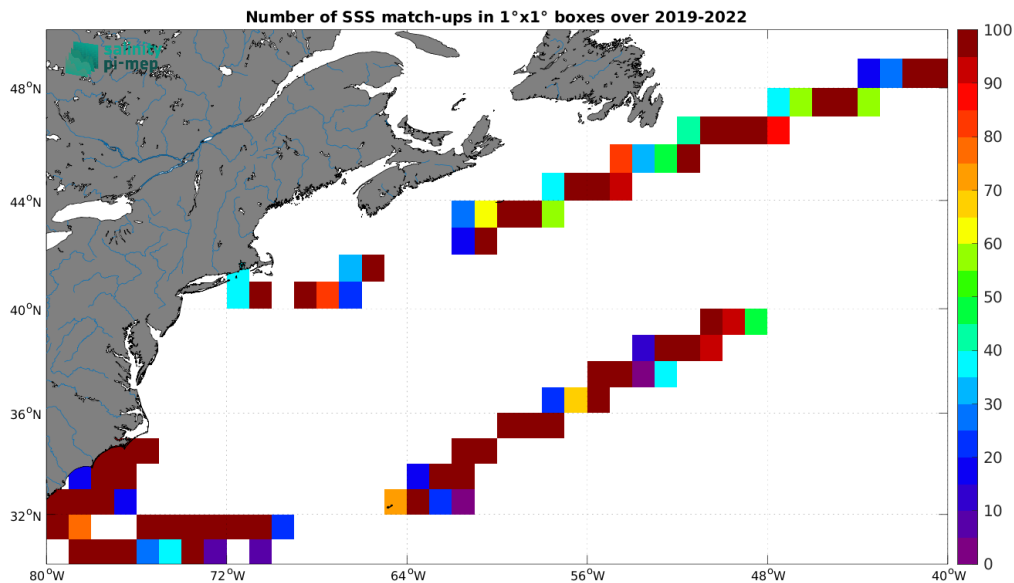 Number of SSS match-ups in 1°x1° boxes over 2019-2022
salinity
pi-mep
48°N
44°N
40°N
36°N
32°N
80°W 72°W 64°W 56°W 48°W 40°W
100
90
80
70
60
50
40
30
20
10
0